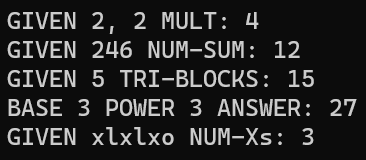 GIVEN 2, 2 MULT: 4
GIVEN 246 NUM-SUM: 12
GIVEN 5 TRI-BLOCKS: 15
BASE 3 POWER 3 ANSWER: 27
GIVEN xlxlxo NUM-Xs: 3